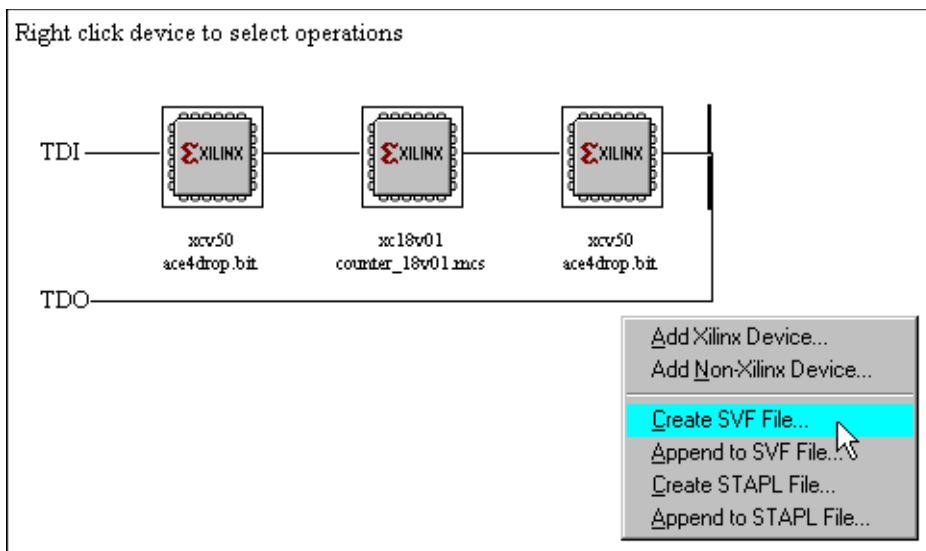 Right click device to select operations
TDI
XILINX XILINX XILINX
xcv50 xc18v01 xcv50
ace4drop.bit counter_18v01.mcs ace4drop.bit
TDO
Add Xilinx Device...
Add Non-Xilinx Device...
Create SVF File...
Append to SVF File...
Create STAPL File...
Append to STAPL File...